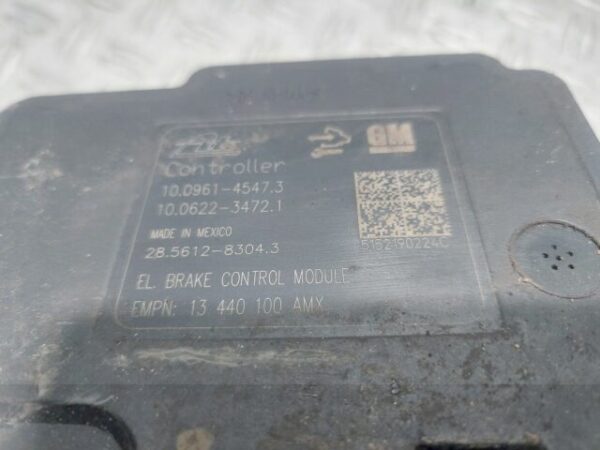 GM
Controller
10.0961-4547.3
10.0622-3472.1
MADE IN MEXICO
28.5612-8304.3
EL. BRAKE CONTROL MODULE
EMPN: 13 440 100 AMX